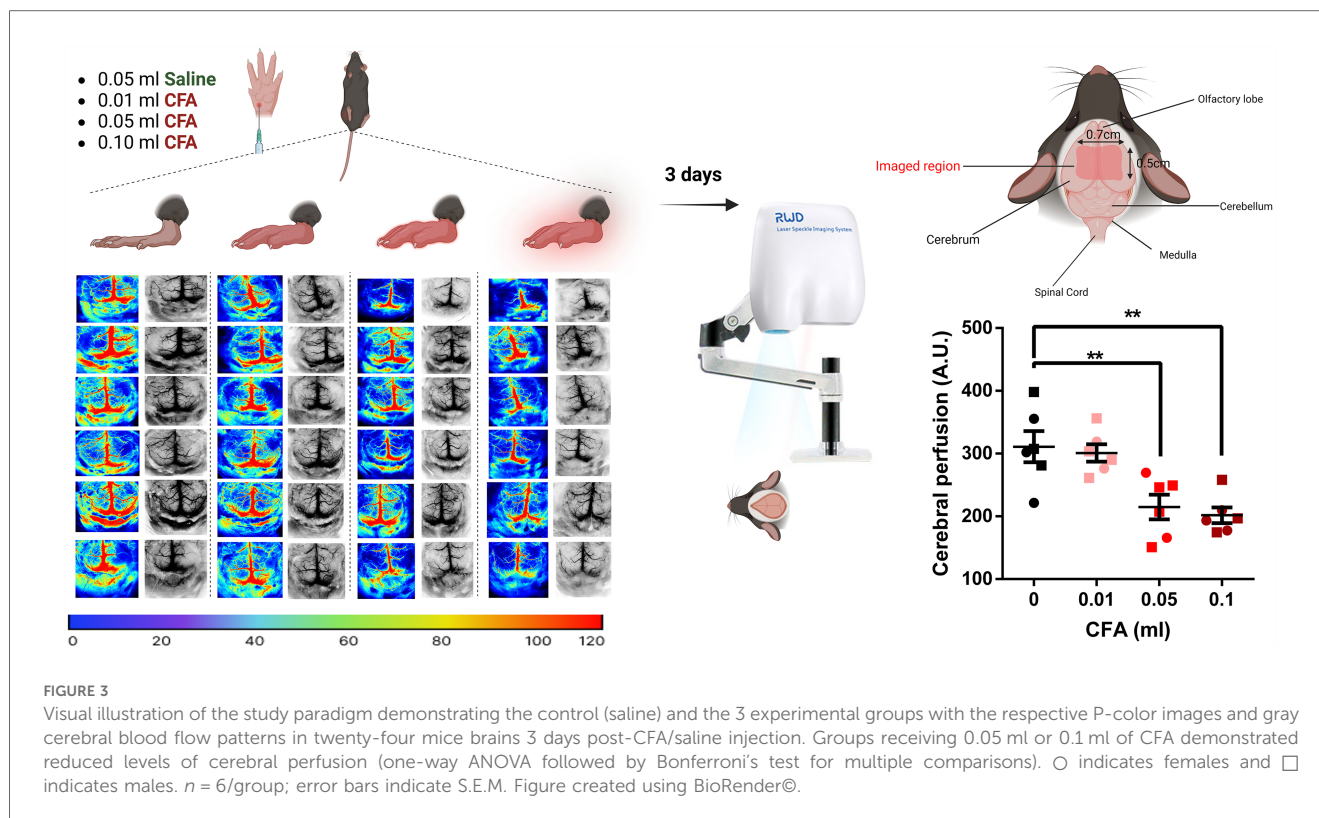 • 0.05 ml Saline
• 0.01 ml CFA
• 0.05 ml CFA
• 0.10 ml CFA
3 days
RWD
Laser Speckle Imaging System
Olfactory lobe
0.7cm
0.5cm
Imaged region
Cerebellum
Cerebrum
Medulla
Spinal Cord
0 20 40 60 80 100 120
Cerebral perfusion (A.U.)
500
400
300
200
100
**
**
0 0.01 0.05 0.1
CFA (ml)
FIGURE 3
Visual illustration of the study paradigm demonstrating the control (saline) and the 3 experimental groups with the respective P-color images and gray
cerebral blood flow patterns in twenty-four mice brains 3 days post-CFA/saline injection. Groups receiving 0.05 ml or 0.1 ml of CFA demonstrated
reduced levels of cerebral perfusion (one-way ANOVA followed by Bonferroni's test for multiple comparisons). ○ indicates females and □
indicates males. n = 6/group; error bars indicate S.E.M. Figure created using BioRender©.